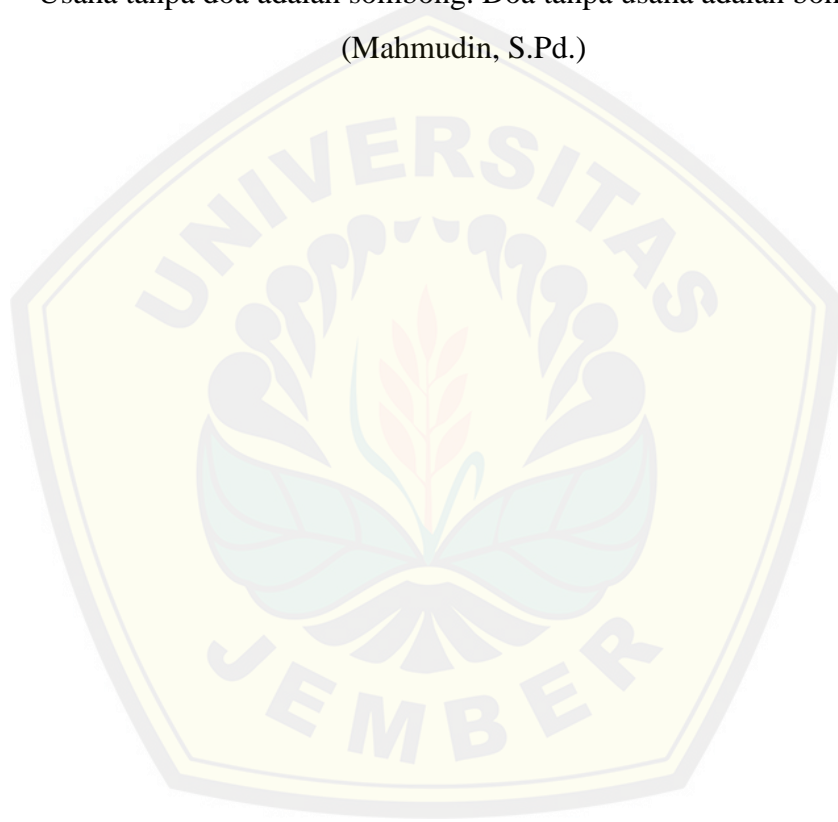 Usaha tanpa doa adalah sombong. Doa tanpa usaha adalah
(Mahmudin, S.Pd.)
UNIVERSITAS
JEMBER